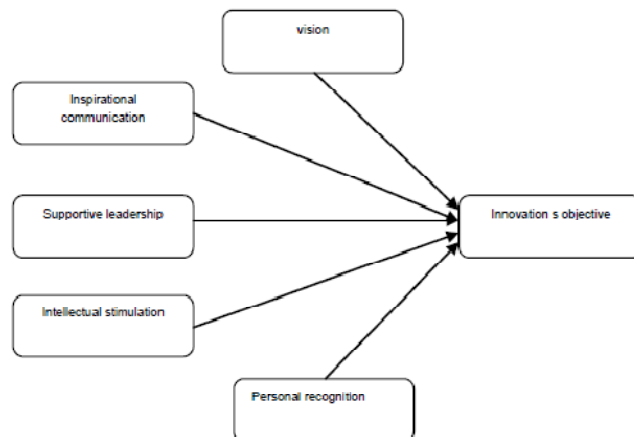 vision
Inspirational
communication
Supportive leadership
Innovation s objective
Intellectual stimulation
Personal recognition